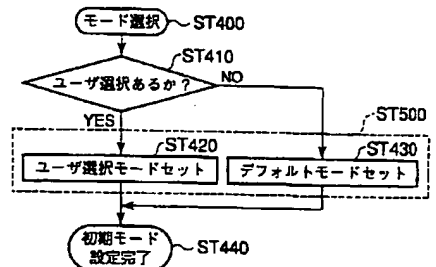 モード選択
ST400
ST410
ユーザ選択あるか?
NO
YES
ST500
ST420
ST430
ユーザ選択モードセット
デフォルトモードセット
初期モード
設定完了
ST440